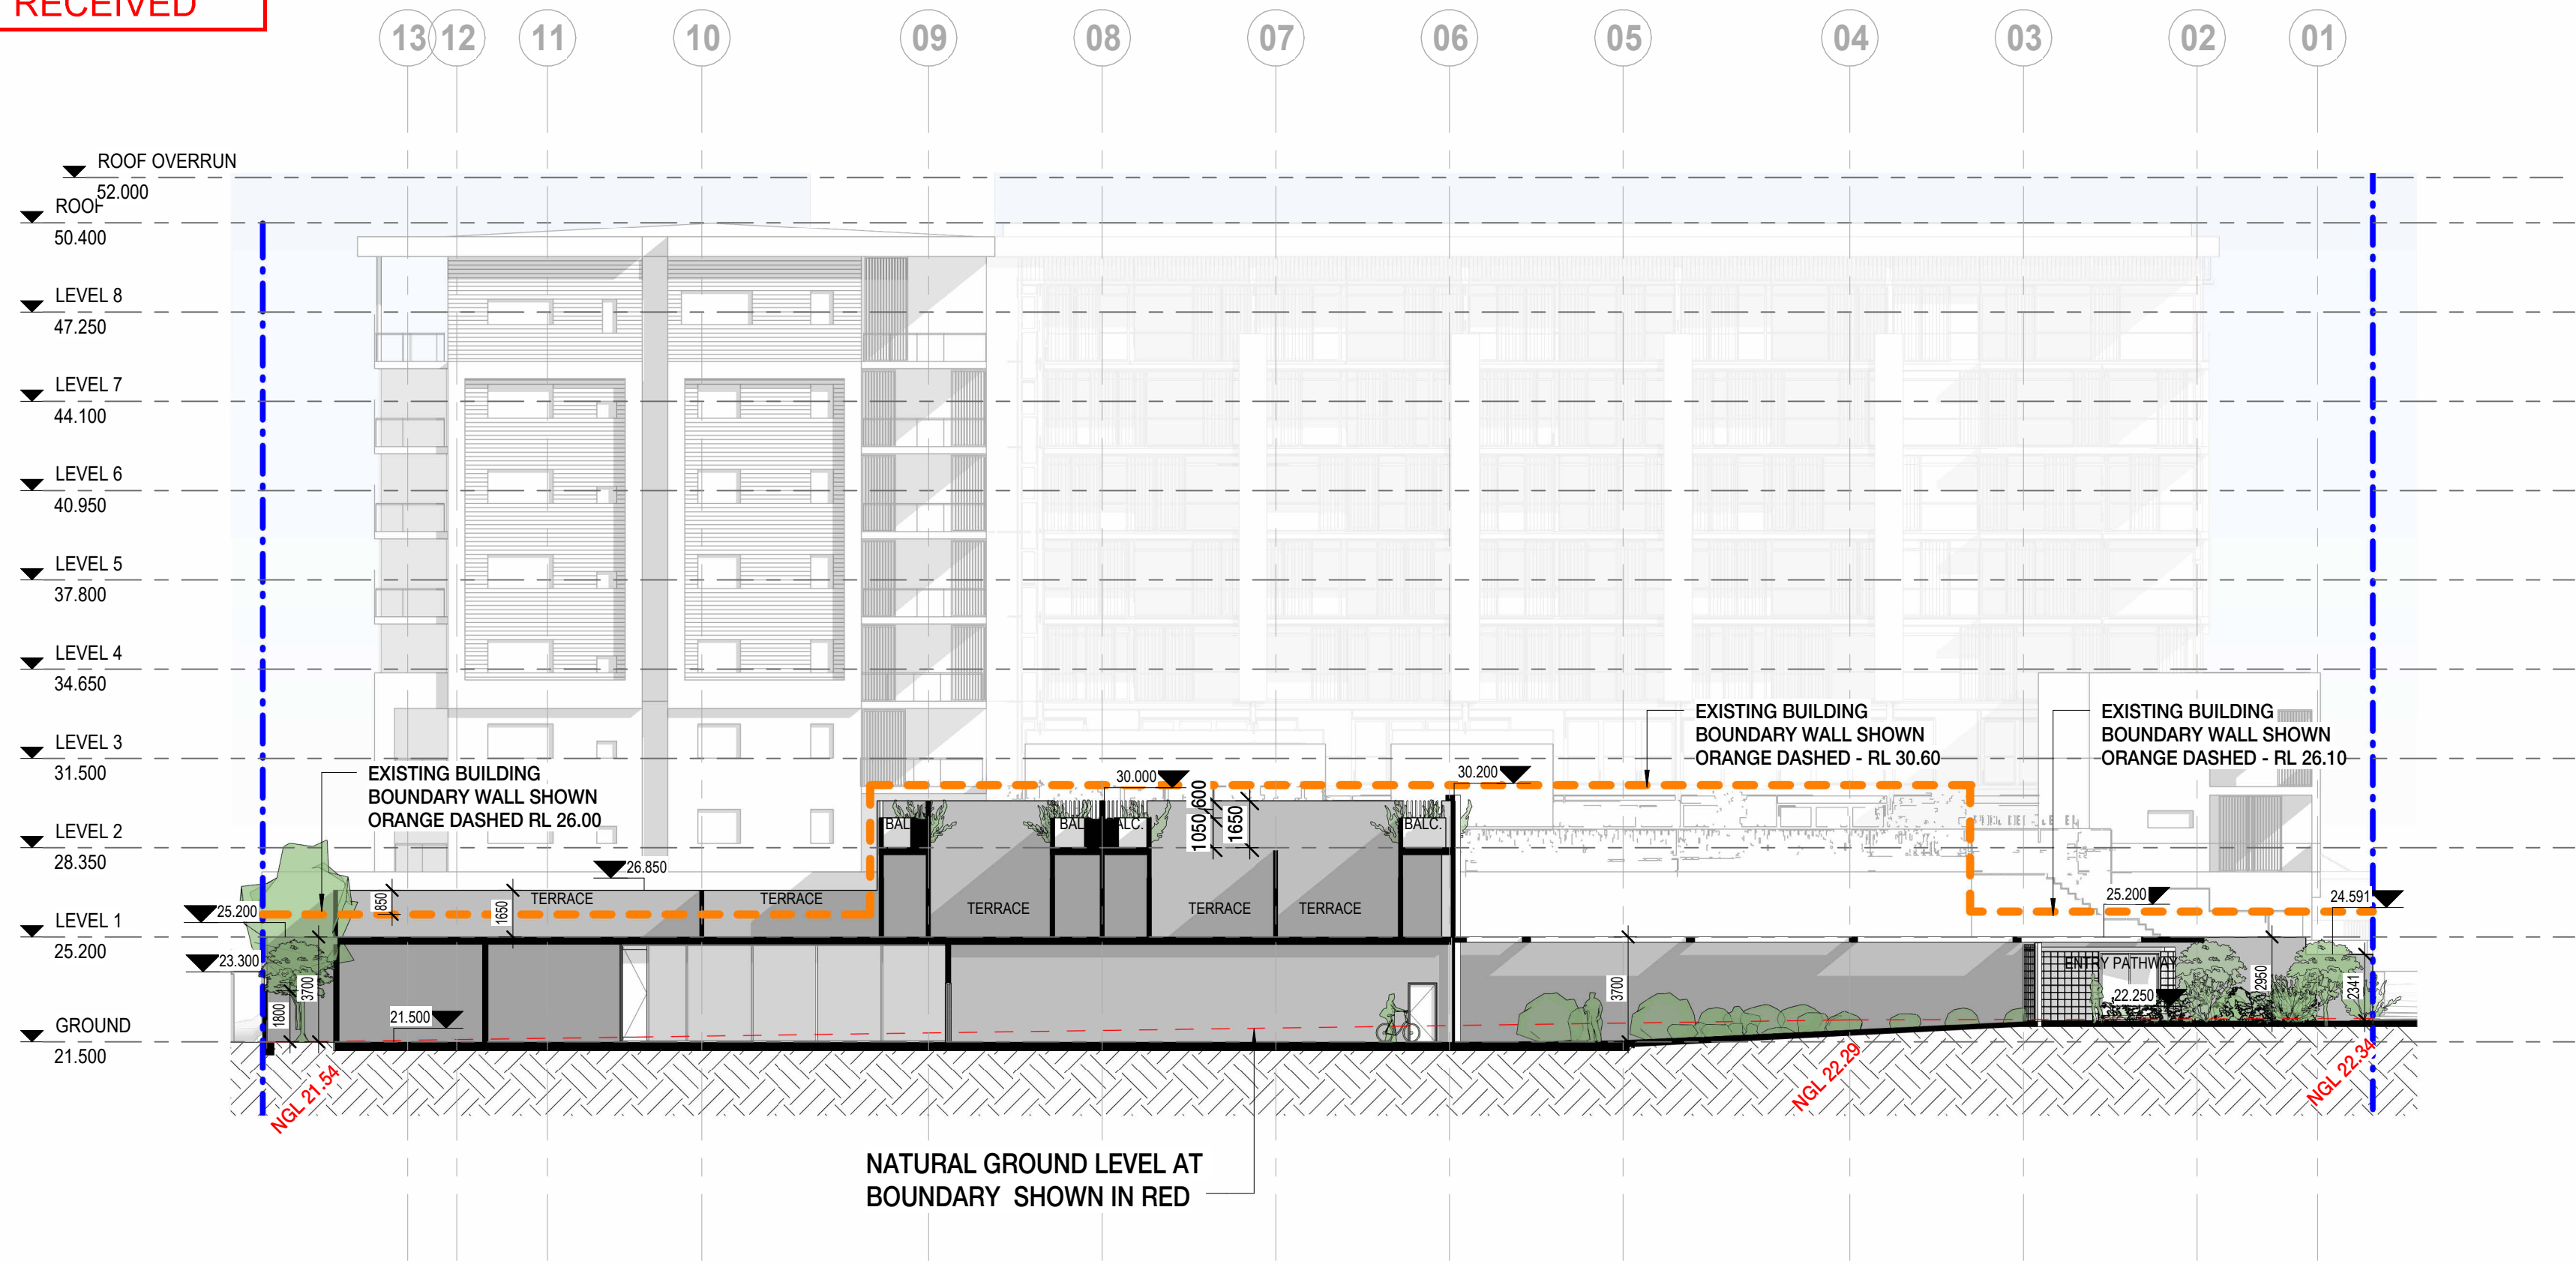 RECEIVED
13 12 11 10 09 08 07 06 05 04 03 02 01
ROOF OVERRUN
52.000
ROOF
50.400
LEVEL 8
47.250
LEVEL 7
44.100
LEVEL 6
40.950
LEVEL 5
37.800
LEVEL 4
34.650
LEVEL 3
31.500
LEVEL 2
28.350
LEVEL 1
25.200
GROUND
21.500
EXISTING BUILDING
BOUNDARY WALL SHOWN
ORANGE DASHED RL 26.00
EXISTING BUILDING
BOUNDARY WALL SHOWN
ORANGE DASHED - RL 30.60
EXISTING BUILDING
BOUNDARY WALL SHOWN
ORANGE DASHED - RL 26.10
30.000
30.200
1050
600
1650
BAL
BAL
ALC.
BALC.
26.850
850
1650
TERRACE
TERRACE
TERRACE
TERRACE
TERRACE
25.200
23.300
25.200
24.591
3700
1800
21.500
3700
ENTRY PATHWAY
22.250
2950
2341
NGL 21.54
NGL 22.29
NGL 22.34
NATURAL GROUND LEVEL AT
BOUNDARY SHOWN IN RED